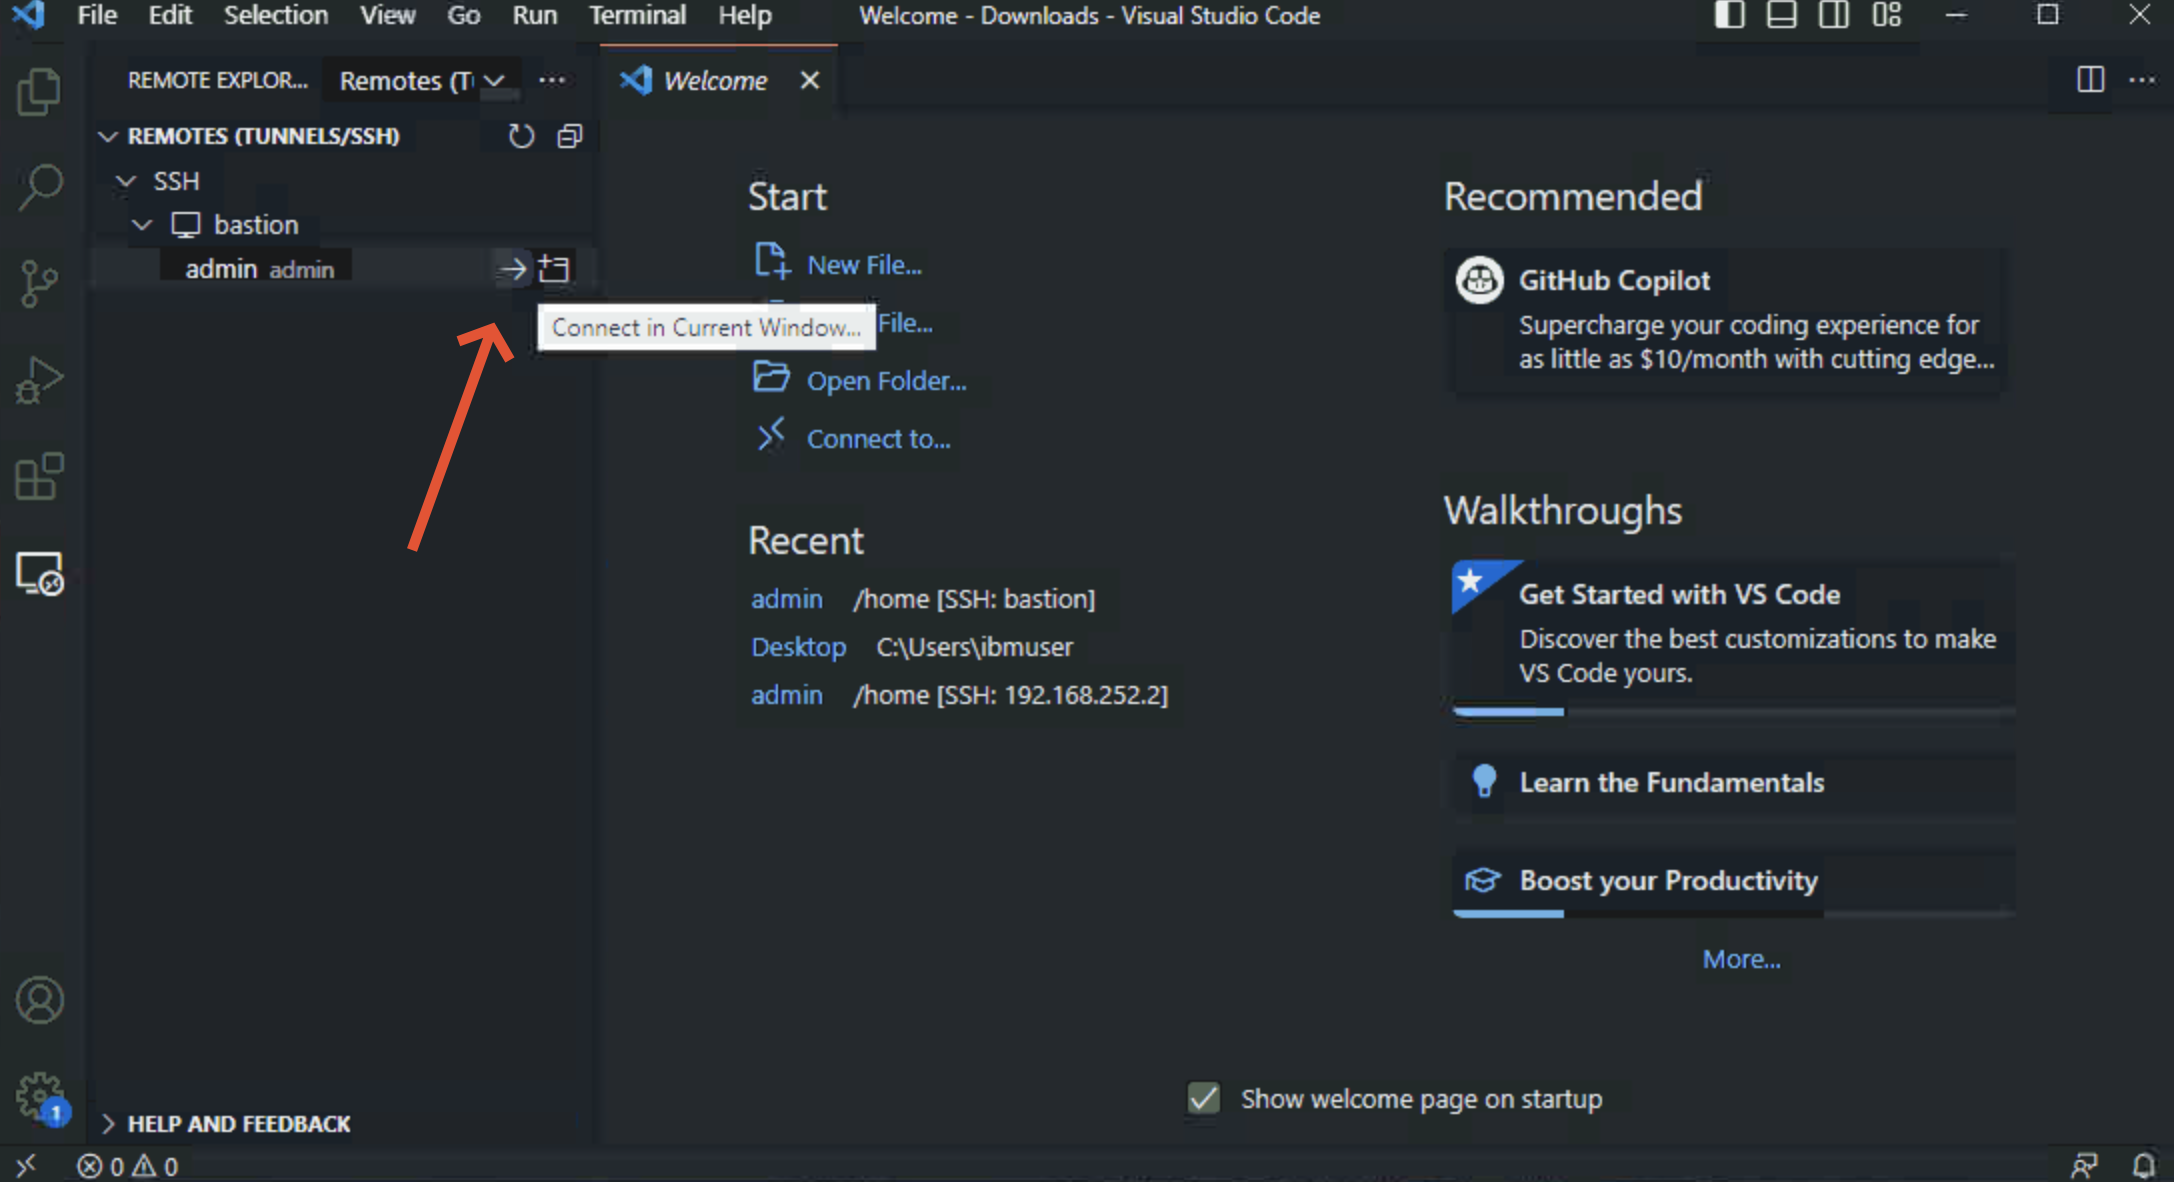 File Edit Selection View Go Run Terminal Help Welcome - Downloads - Visual Studio Code
REMOTE EXPLOR... Remotes (T
Welcome
REMOTES (TUNNELS/SSH)
SSH
bastion
admin admin
Connect in Current Window...
Start
New File...
File...
Open Folder...
Connect to...
Recent
admin /home [SSH: bastion]
Desktop C:\Users\ibmuser
admin /home [SSH: 192.168.252.2]
Recommended
GitHub Copilot
Supercharge your coding experience for
as little as $10/month with cutting edge...
Walkthroughs
Get Started with VS Code
Discover the best customizations to make
VS Code yours.
Learn the Fundamentals
Boost your Productivity
More...
Show welcome page on startup
1
HELP AND FEEDBACK
0 0